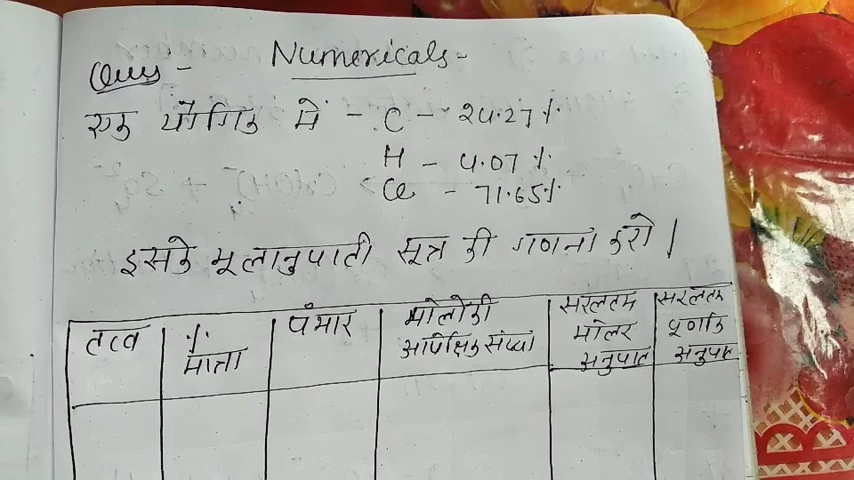 Ques - Numericals-
एक यौगिक में - C - 24.27%
H - 4.07%
Cl - 71.65%
इसके मूलानुपाती सूत्र की गणना करो।
तत्व
% मात्रा
प.भार
मोलोकी आपेक्षिक संख्या
सरलतम मोलर अनुपात
सरलतम पूर्णांक अनुपात